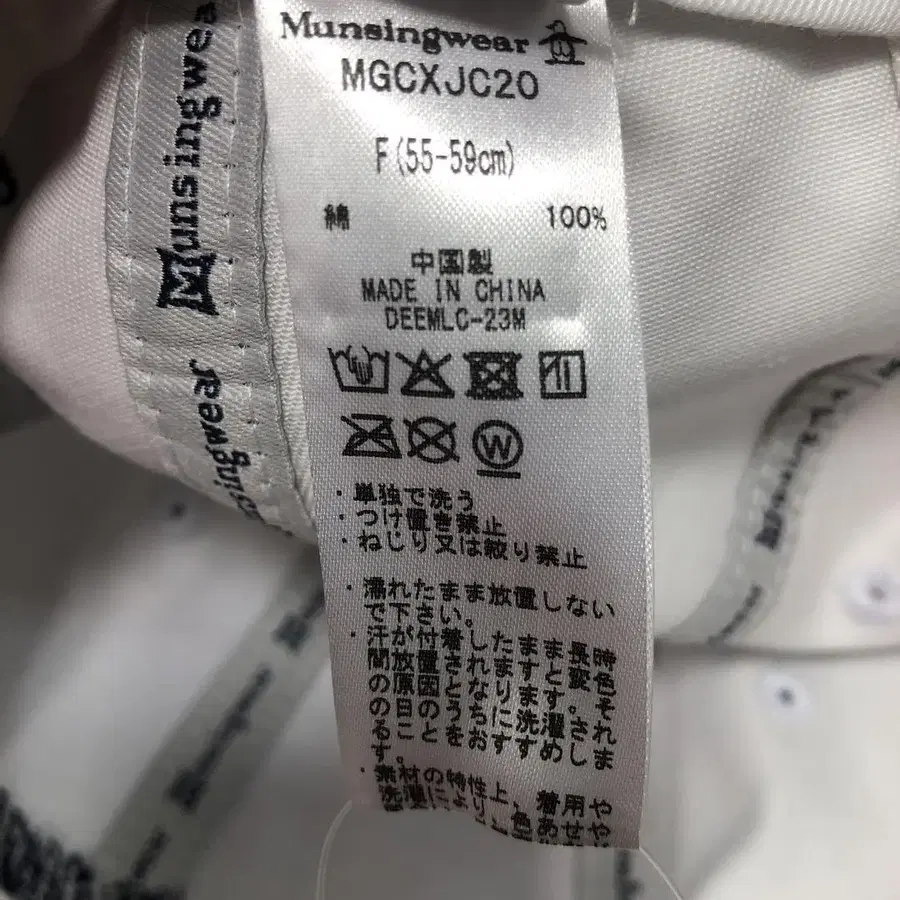 Munsingwear
MGCXJC20
F(55-59cm)
綿 100%
中国製
MADE IN CHINA
DEEMLC-23M
W
・単独で洗う
・つけ置き禁止
・ねじり又は絞り禁止
・濡れたまま放置しない
で下さい。
・汗が付着したまま長時
間放置されますと変色
の原因となります。それ
の日のうちに洗濯されま
ることをおすすめしま
す。
・素材の特性上、着用や
洗濯により色あせや
Munsingwear
Munsingwear